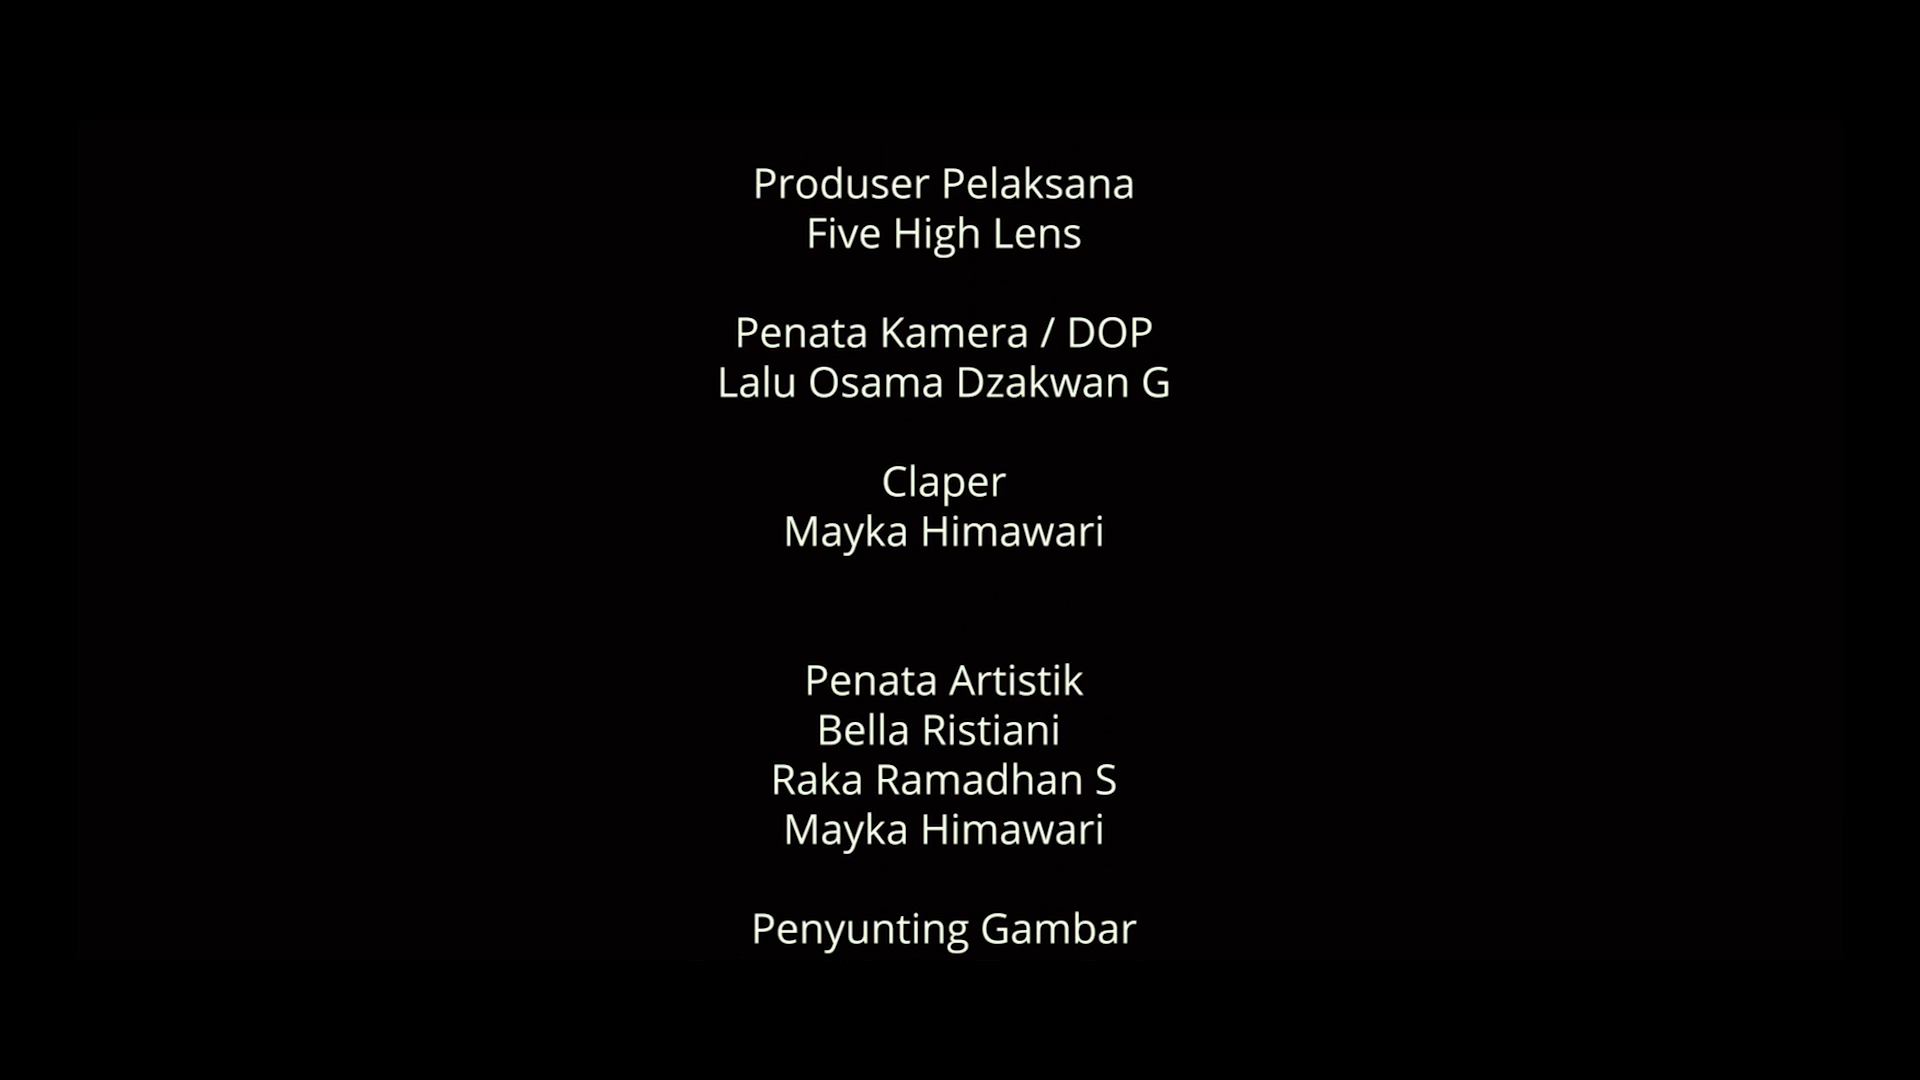 Produser Pelaksana
Five High Lens
Penata Kamera / DOP
Lalu Osama Dzakwan G
Claper
Mayka Himawari
Penata Artistik
Bella Ristiani
Raka Ramadhan S
Mayka Himawari
Penyunting Gambar